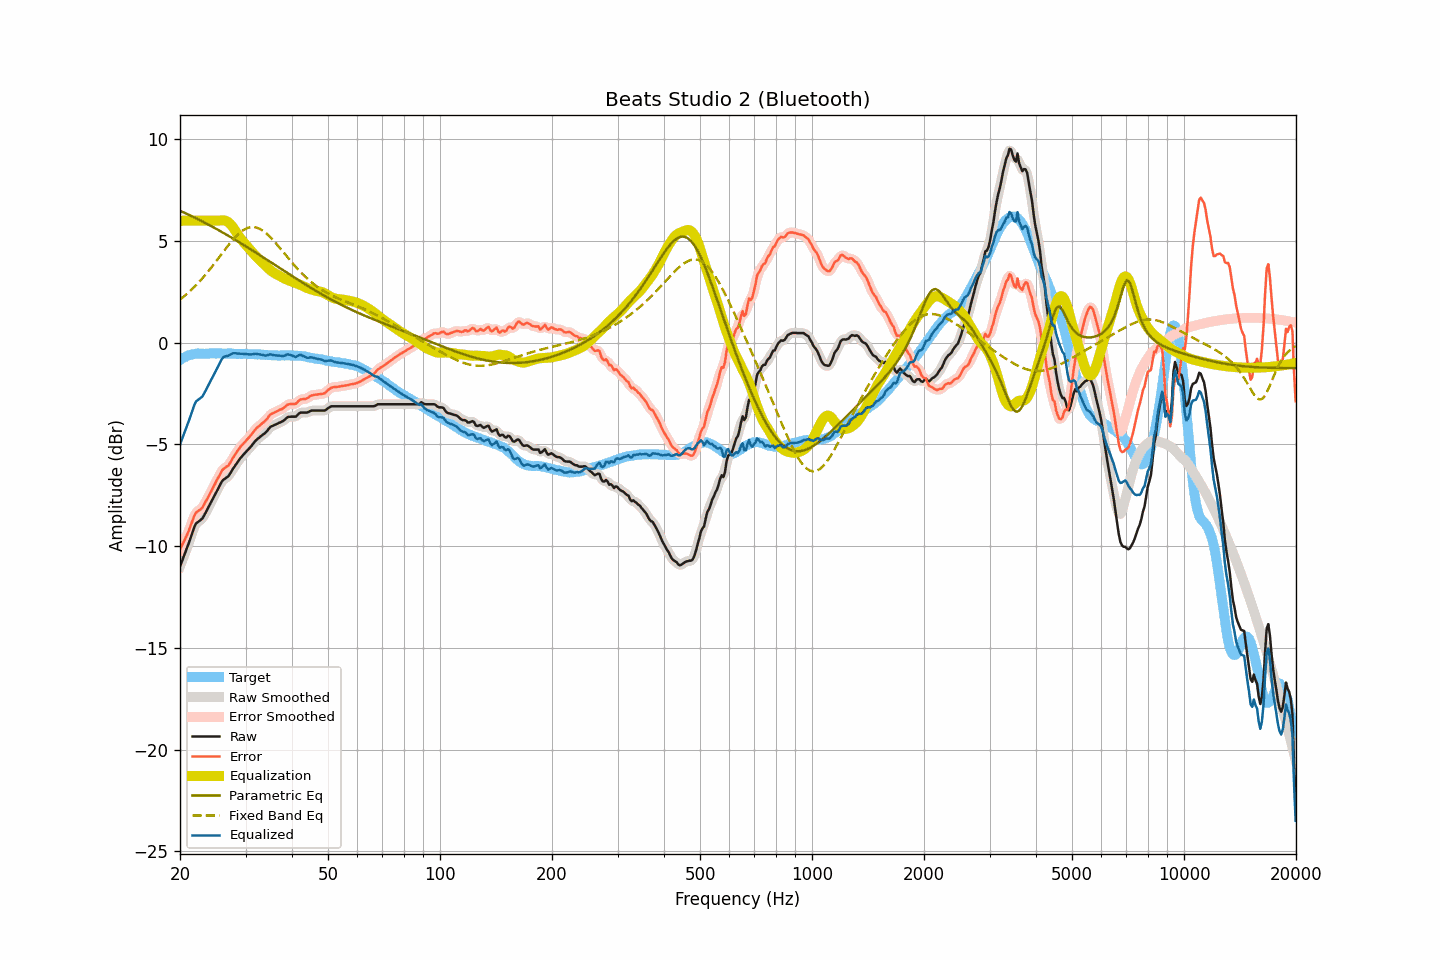 Beats Studio 2 (Bluetooth)
10
5
0
−5
−10
−15
−20
−25
Amplitude (dBr)
Target
Raw Smoothed
Error Smoothed
Raw
Error
Equalization
Parametric Eq
Fixed Band Eq
Equalized
20 50 100 200 500 1000 2000 5000 10000 20000
Frequency (Hz)